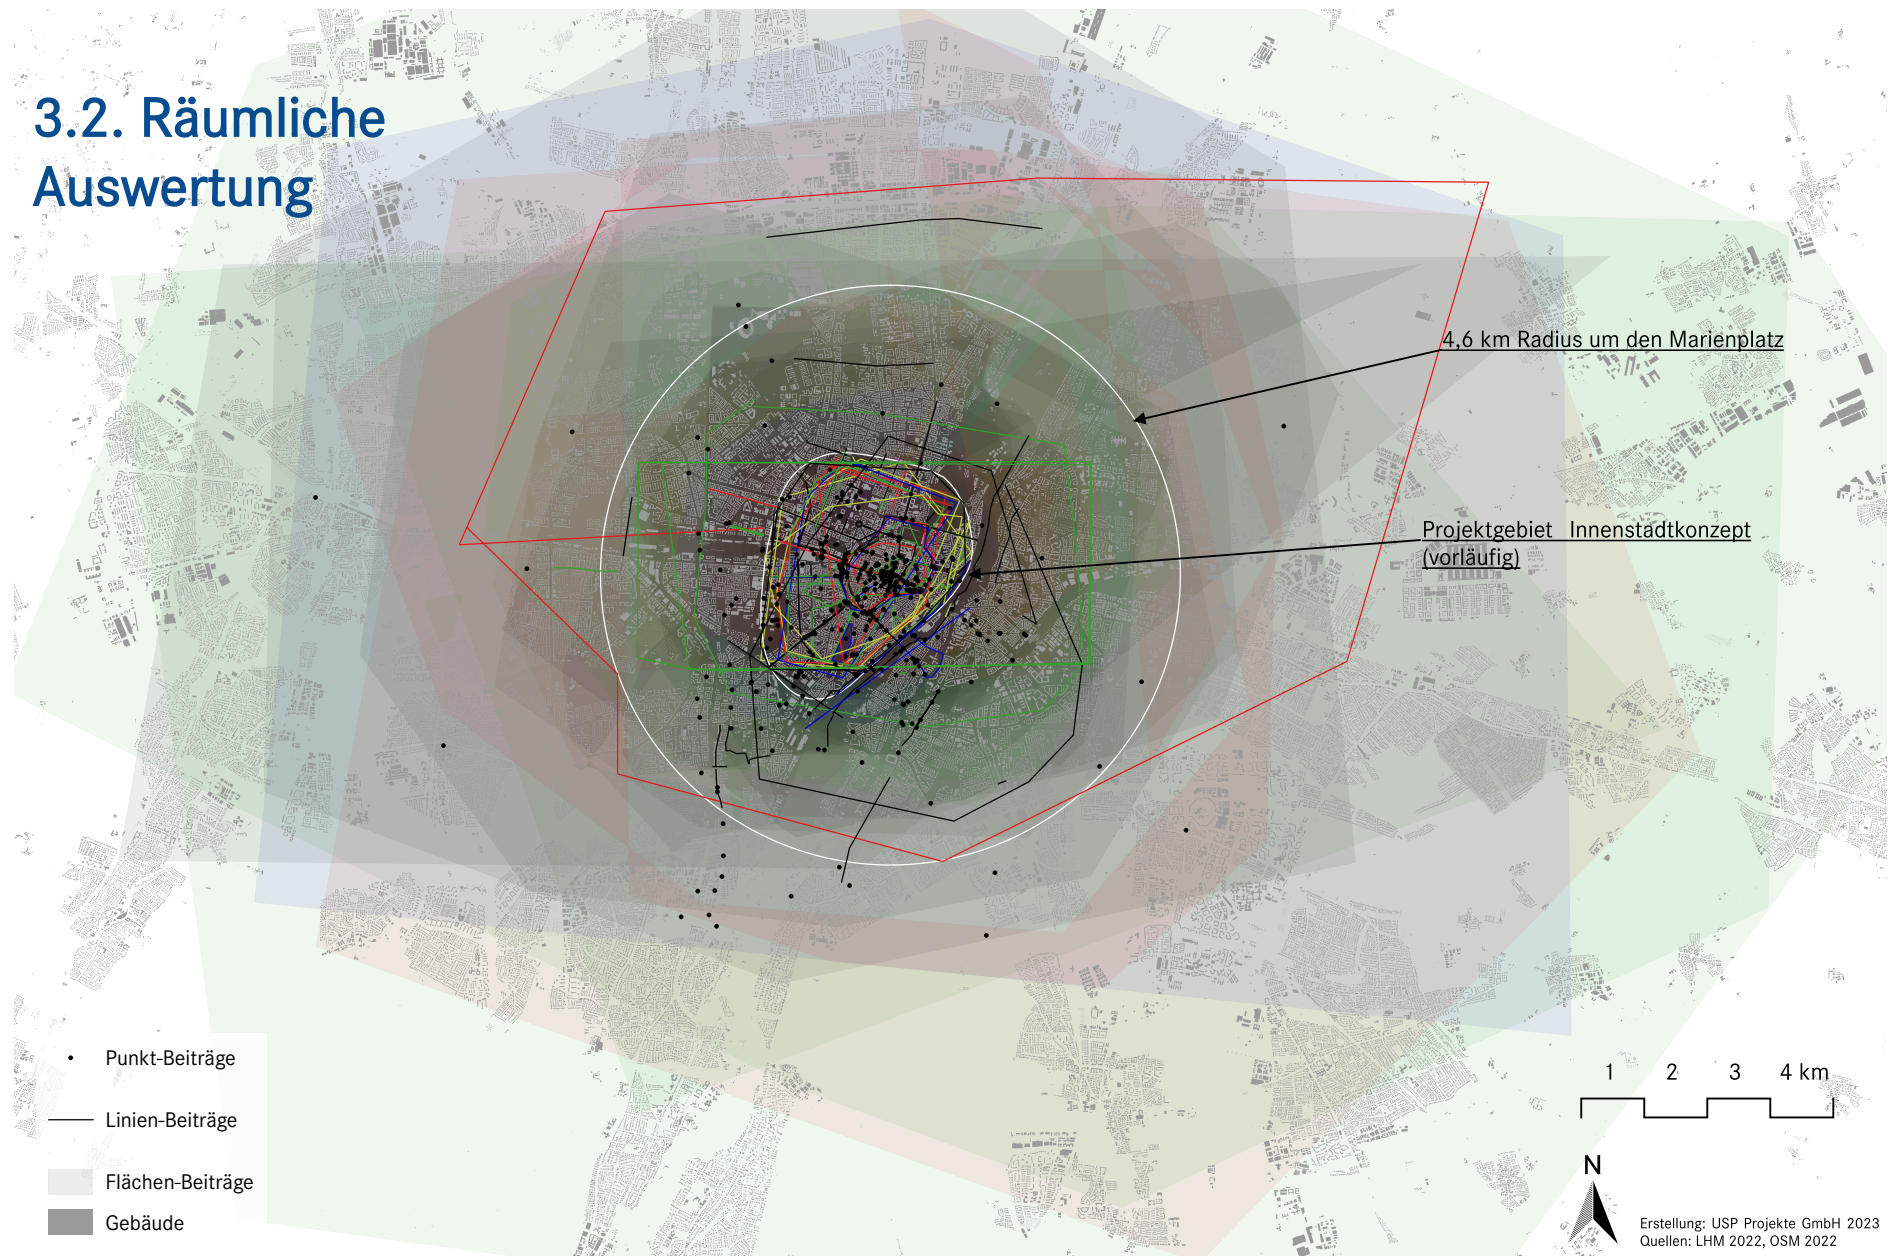 3.2. Räumliche
Auswertung
4,6 km Radius um den Marienplatz
Projektgebiet Innenstadtkonzept
(vorläufig)
Punkt-Beiträge
Linien-Beiträge
Flächen-Beiträge
Gebäude
1 2 3 4 km
N
Erstellung: USP Projekte GmbH 2023
Quellen: LHM 2022, OSM 2022